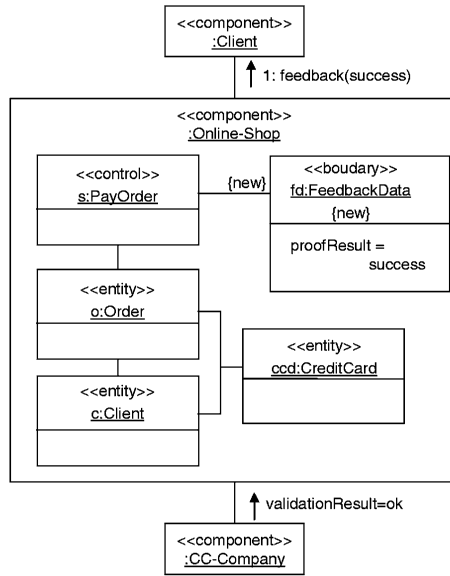 <<component>>
:Client
1: feedback(success)
<<component>>
:Online-Shop
<<control>>
s:PayOrder
{new}
<<boudary>>
fd:FeedbackData
{new}
proofResult =
success
<<entity>>
o:Order
<<entity>>
ccd:CreditCard
<<entity>>
c:Client
validationResult=ok
<<component>>
:CC-Company